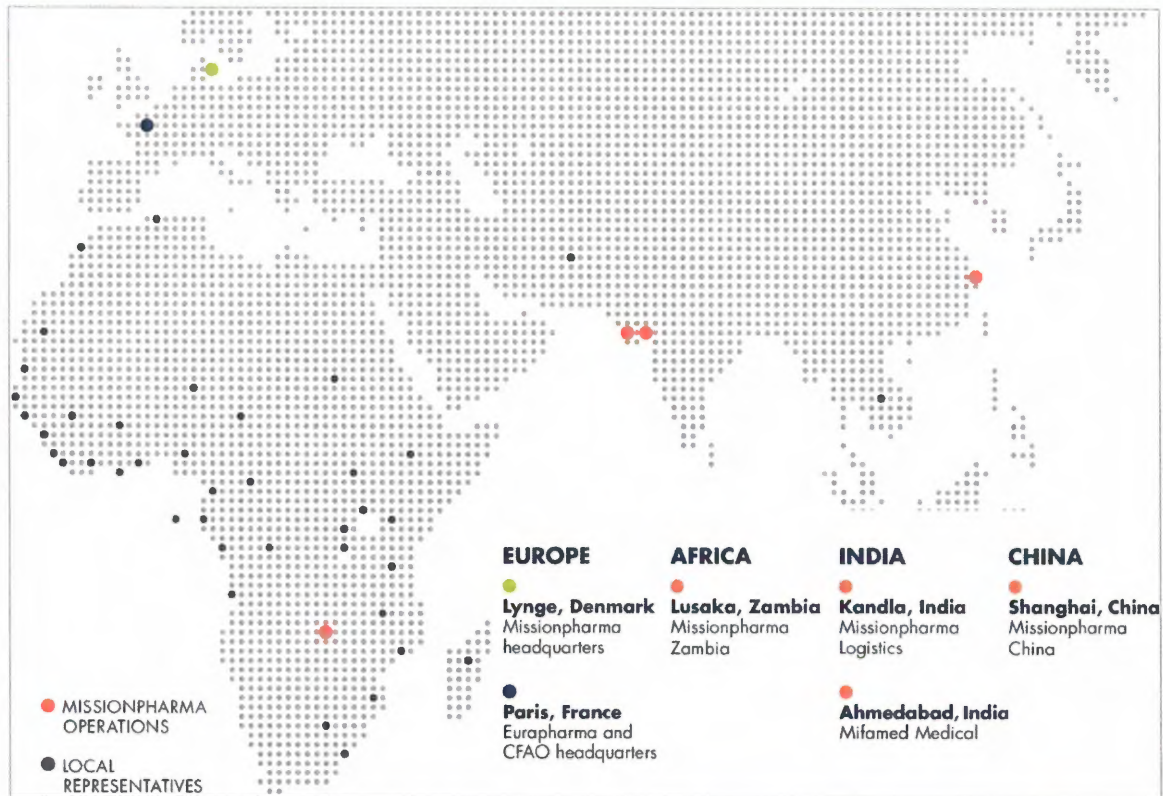 EUROPE
Lynge, Denmark
Missionpharma
headquarters
Paris, France
Eurapharma and
CFAO headquarters
AFRICA
Lusaka, Zambia
Missionpharma
Zambia
INDIA
Kandla, India
Missionpharma
Logistics
Ahmedabad, India
Mifamed Medical
CHINA
Shanghai, China
Missionpharma
China
MISSIONPHARMA
OPERATIONS
LOCAL
REPRESENTATIVES